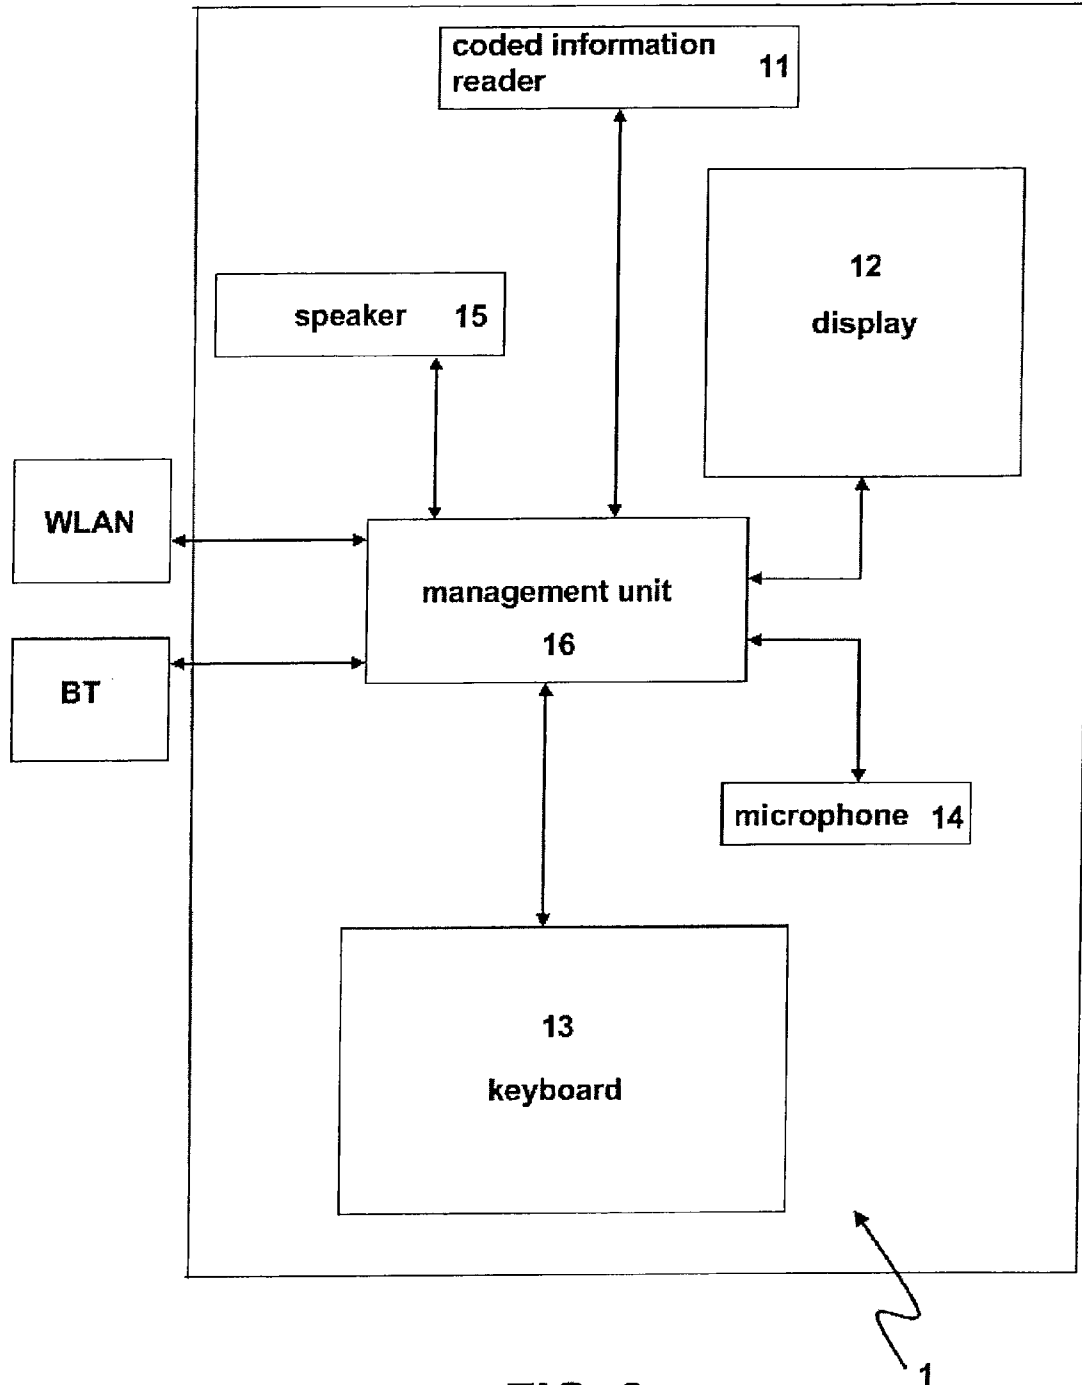 coded information
reader
11
12
display
speaker 15
WLAN
management unit
16
BT
microphone 14
13
keyboard
1